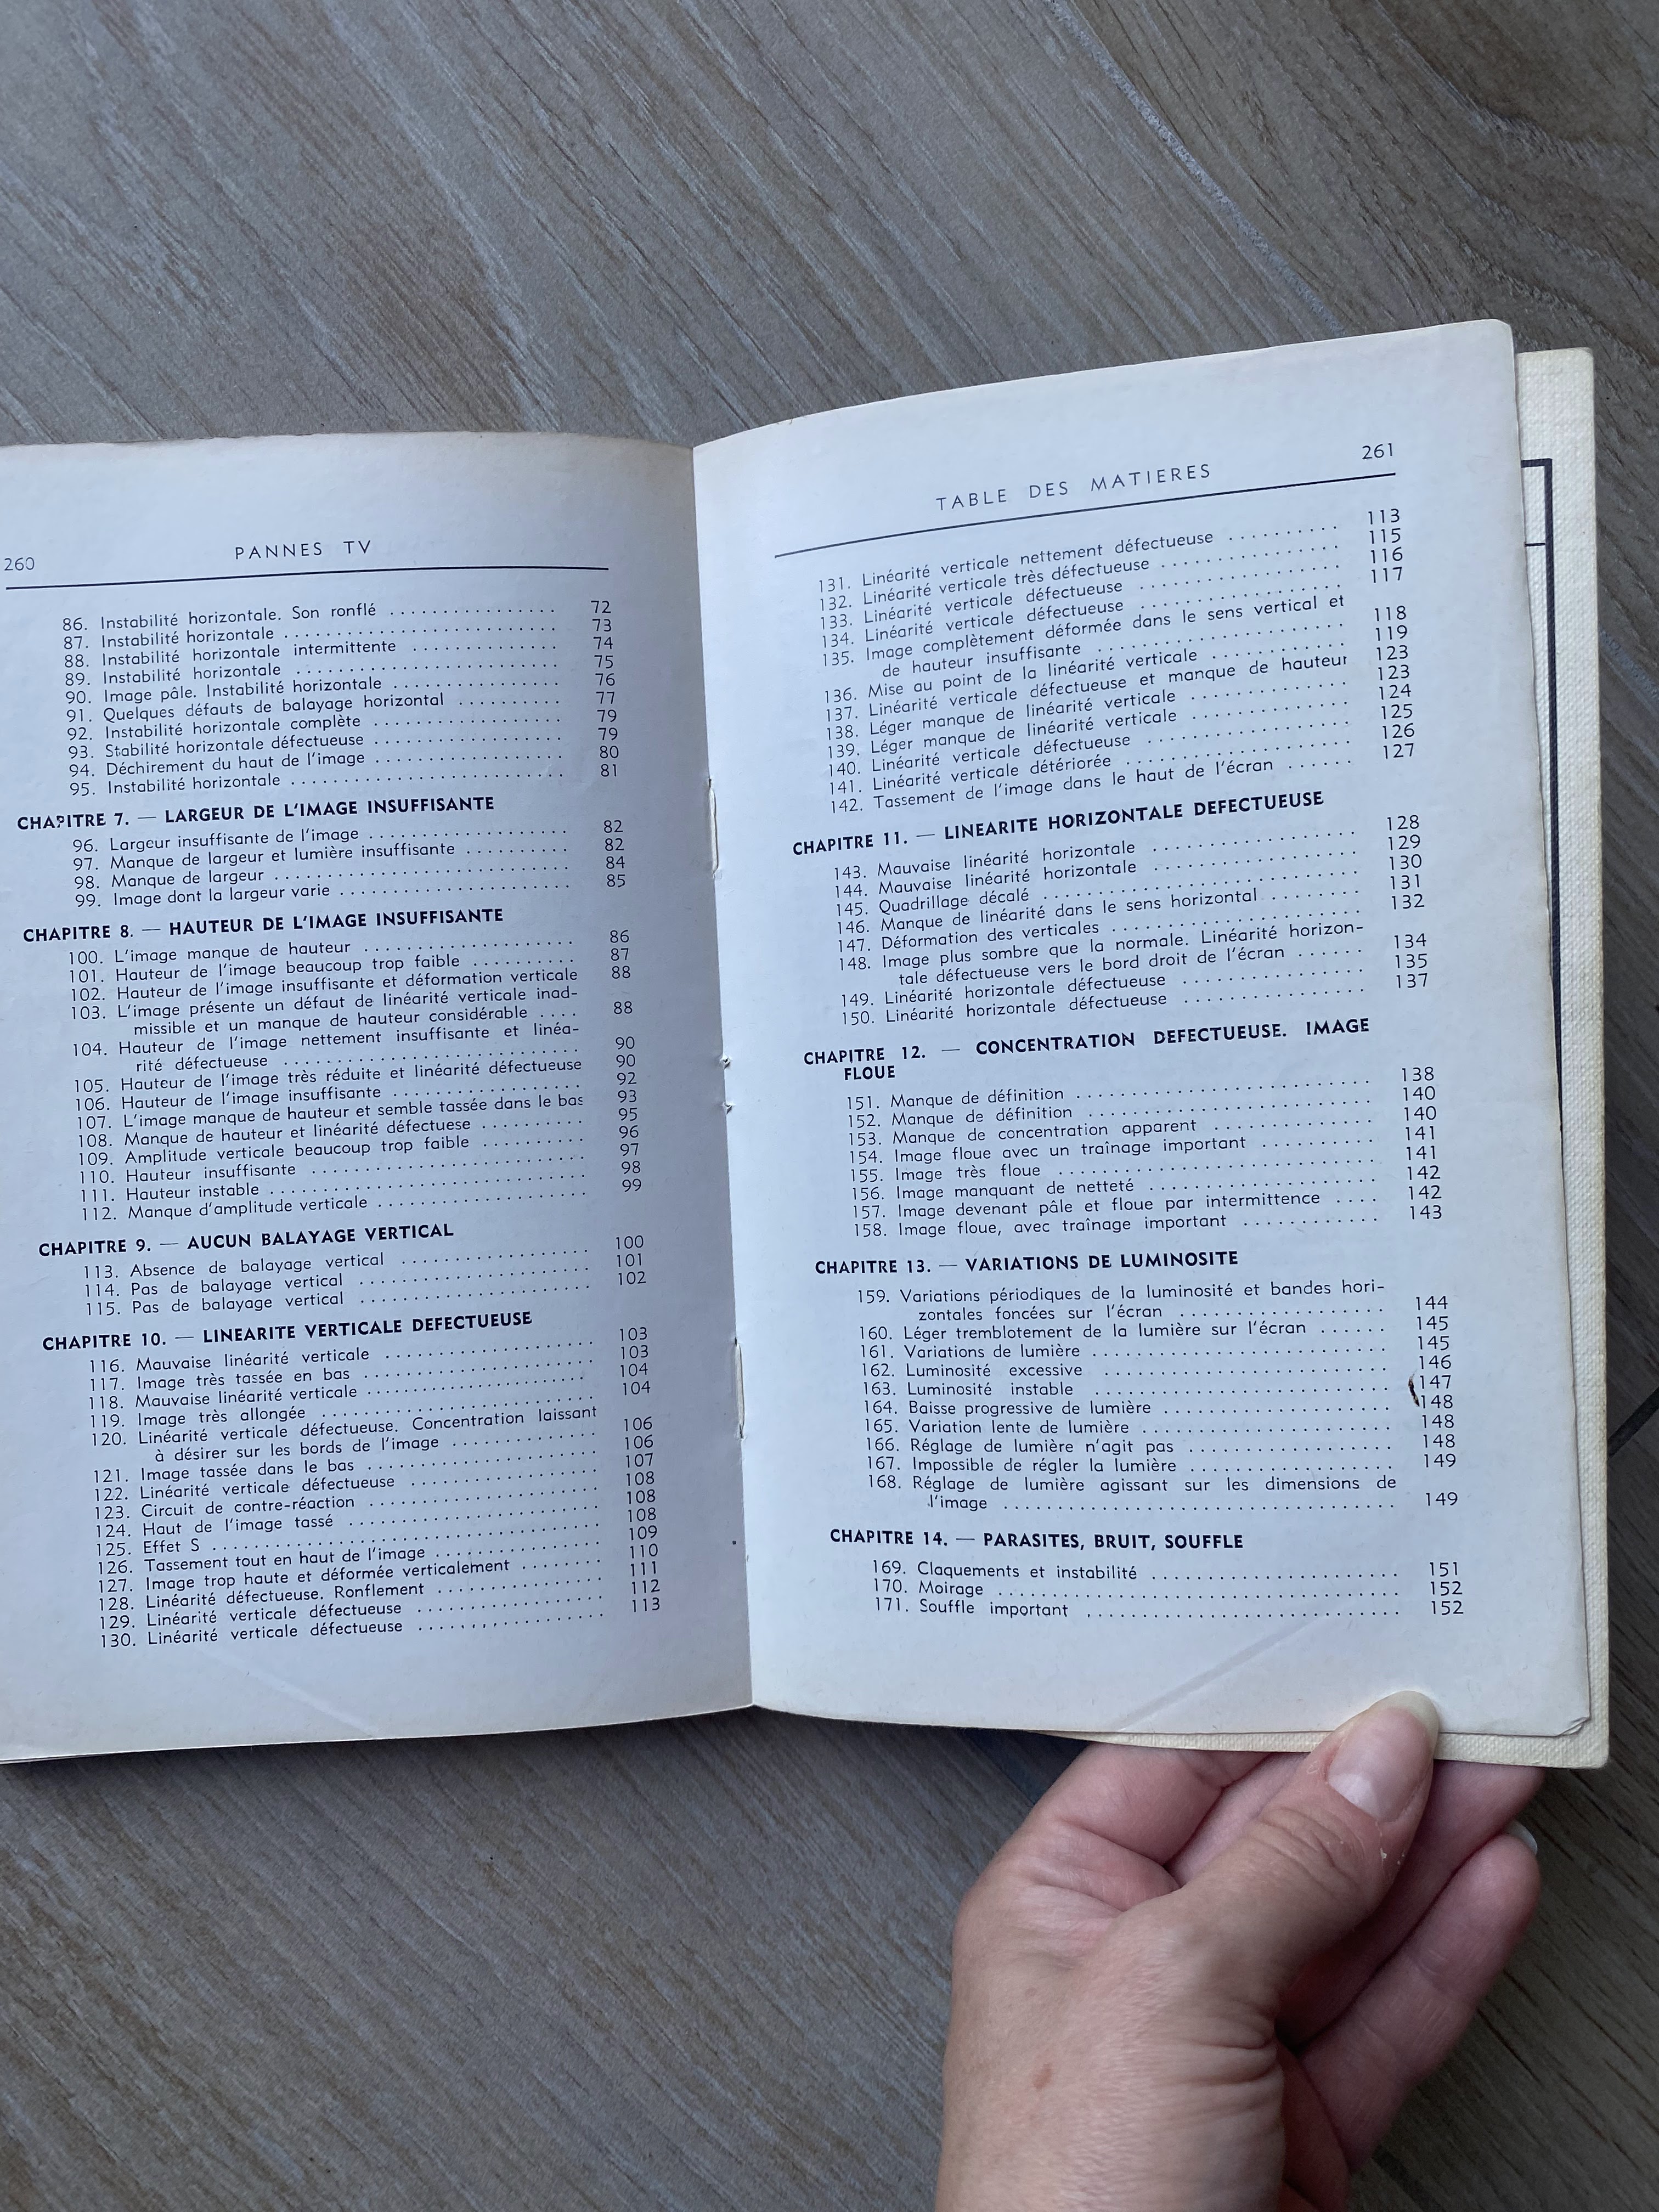 260 PANNES TV
86. Instabilité horizontale. Son ronflé ................ 72
87. Instabilité horizontale ................ 73
88. Instabilité horizontale intermittente ................ 74
89. Instabilité horizontale ................ 75
90. Image pâle. Instabilité horizontale ................ 76
91. Quelques défauts de balayage horizontal ................ 77
92. Instabilité horizontale complète ................ 79
93. Stabilité horizontale défectueuse ................ 79
94. Déchirement du haut de l'image ................ 80
95. Instabilité horizontale ................ 81
CHAPITRE 7. — LARGEUR DE L'IMAGE INSUFFISANTE
96. Largeur insuffisante de l'image ................ 82
97. Manque de largeur et lumière insuffisante ................ 82
98. Manque de largeur ................ 84
99. Image dont la largeur varie ................ 85
CHAPITRE 8. — HAUTEUR DE L'IMAGE INSUFFISANTE
100. L'image manque de hauteur ................ 86
101. Hauteur de l'image beaucoup trop faible ................ 87
102. Hauteur de l'image insuffisante et déformation verticale 88
103. L'image présente un défaut de linéarité verticale inad-
missible et un manque de hauteur considérable .... 88
104. Hauteur de l'image nettement insuffisante et linéa-
rité défectueuse ................ 90
105. Hauteur de l'image très réduite et linéarité défectueuse 90
106. Hauteur de l'image insuffisante ................ 92
107. L'image manque de hauteur et semble tassée dans le bas 93
108. Manque de hauteur et linéarité défectuese ................ 95
109. Amplitude verticale beaucoup trop faible ................ 96
110. Hauteur insuffisante ................ 97
111. Hauteur instable ................ 98
112. Manque d'amplitude verticale ................ 99
CHAPITRE 9. — AUCUN BALAYAGE VERTICAL
113. Absence de balayage vertical ................ 100
114. Pas de balayage vertical ................ 101
115. Pas de balayage vertical ................ 102
CHAPITRE 10. — LINEARITE VERTICALE DEFECTUEUSE
116. Mauvaise linéarité verticale ................ 103
117. Image très tassée en bas ................ 103
118. Mauvaise linéarité verticale ................ 104
119. Image très allongée ................ 104
120. Linéarité verticale défectueuse. Concentration laissant
à désirer sur les bords de l'image ................ 106
121. Image tassée dans le bas ................ 106
122. Linéarité verticale défectueuse ................ 107
123. Circuit de contre-réaction ................ 108
124. Haut de l'image tassé ................ 108
125. Effet S ................ 108
126. Tassement tout en haut de l'image ................ 109
127. Image trop haute et déformée verticalement ................ 110
128. Linéarité défectueuse. Ronflement ................ 111
129. Linéarité verticale défectueuse ................ 112
130. Linéarité verticale défectueuse ................ 113
TABLE DES MATIERES 261
131. Linéarité verticale nettement défectueuse ................ 113
132. Linéarité verticale très défectueuse ................ 115
133. Linéarité verticale défectueuse ................ 116
134. Linéarité verticale défectueuse ................ 117
135. Image complètement déformée dans le sens vertical et
de hauteur insuffisante ................ 118
136. Mise au point de la linéarité verticale ................ 119
137. Linéarité verticale défectueuse et manque de hauteur 123
138. Léger manque de linéarité verticale ................ 123
139. Léger manque de linéarité verticale ................ 124
140. Linéarité verticale défectueuse ................ 125
141. Linéarité verticale détériorée ................ 126
142. Tassement de l'image dans le haut de l'écran ...... 127
CHAPITRE 11. — LINEARITE HORIZONTALE DEFECTUEUSE
143. Mauvaise linéarité horizontale ................ 128
144. Mauvaise linéarité horizontale ................ 129
145. Quadrillage décalé ................ 130
146. Manque de linéarité dans le sens horizontal ................ 131
147. Déformation des verticales ................ 132
148. Image plus sombre que la normale. Linéarité horizon-
tale défectueuse vers le bord droit de l'écran ...... 134
149. Linéarité horizontale défectueuse ................ 135
150. Linéarité horizontale défectueuse ................ 137
CHAPITRE 12. — CONCENTRATION DEFECTUEUSE. IMAGE
FLOUE
151. Manque de définition ................ 138
152. Manque de définition ................ 140
153. Manque de concentration apparent ................ 140
154. Image floue avec un traînage important ................ 141
155. Image très floue ................ 141
156. Image manquant de netteté ................ 142
157. Image devenant pâle et floue par intermittence .... 142
158. Image floue, avec traînage important ................ 143
CHAPITRE 13. — VARIATIONS DE LUMINOSITE
159. Variations périodiques de la luminosité et bandes hori-
zontales foncées sur l'écran ................ 144
160. Léger tremblotement de la lumière sur l'écran ...... 145
161. Variations de lumière ................ 145
162. Luminosité excessive ................ 146
163. Luminosité instable ................ 147
164. Baisse progressive de lumière ................ 148
165. Variation lente de lumière ................ 148
166. Réglage de lumière n'agit pas ................ 148
167. Impossible de régler la lumière ................ 149
168. Réglage de lumière agissant sur les dimensions de
l'image ................ 149
CHAPITRE 14. — PARASITES, BRUIT, SOUFFLE
169. Claquements et instabilité ................ 151
170. Moirage ................ 152
171. Souffle important ................ 152